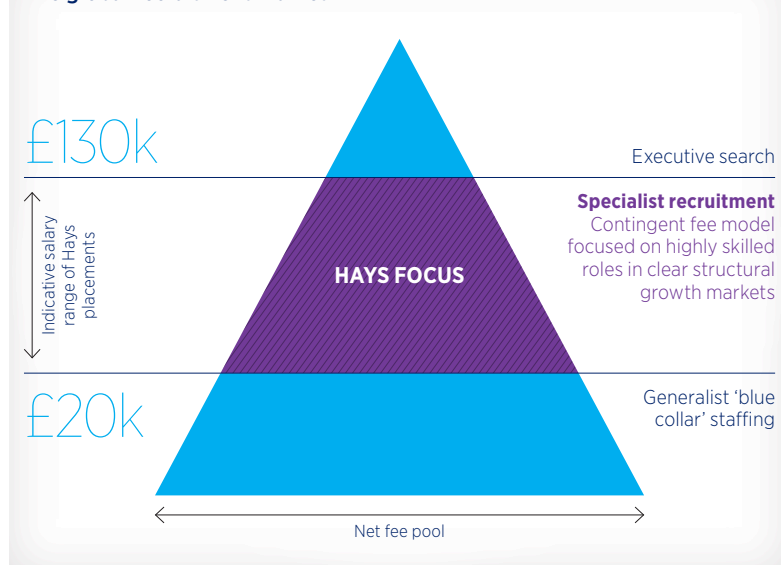 £130k
Executive search
Indicative salary
range of Hays
placements
HAYS FOCUS
Specialist recruitment
Contingent fee model
focused on highly skilled
roles in clear structural
growth markets
£20k
Generalist ‘blue
collar’ staffing
Net fee pool